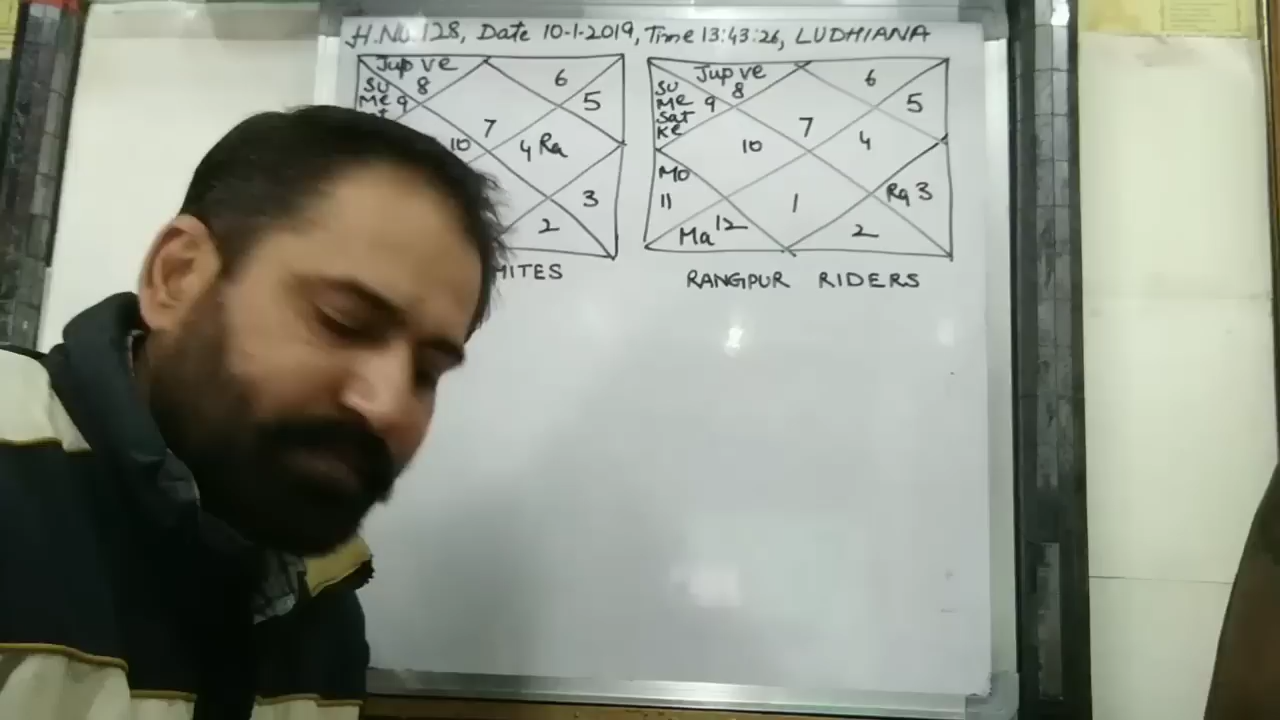 H.NO. 128, Date 10-1-2019, Time 13:43:26, LUDHIANA
Jup ve
8
6
Su
Me 9
5
7
10
4 Ra
3
2
MITES
Jup ve
8
6
Su
Me 9
5
Sat
Ke
7
10
4
Mo
11
1
Ra 3
Ma 12
2
RANGPUR RIDERS